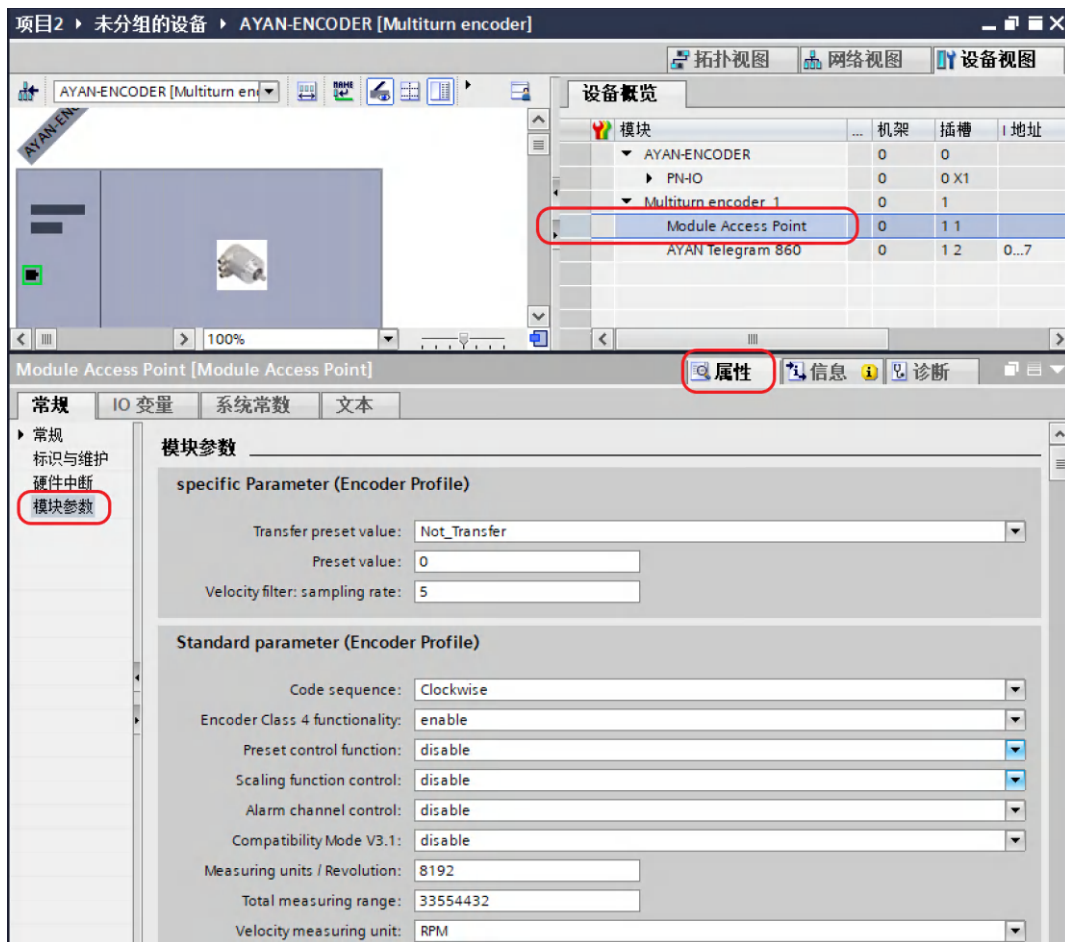 项目2 ▸ 未分组的设备 ▸ AYAN-ENCODER [Multiturn encoder]
拓扑视图 网络视图 设备视图
AYAN-ENCODER [Multiturn en
NAME
设备概览
AYAN-EN
模块 ... 机架 插槽 I 地址
AYAN-ENCODER 0 0
PN-IO 0 0 X1
Multiturn encoder_1 0 1
Module Access Point 0 1 1
AYAN Telegram 860 0 1 2 0...7
100%
Module Access Point [Module Access Point]
属性 信息 诊断
常规 IO 变量 系统常数 文本
常规
标识与维护
硬件中断
模块参数
模块参数
specific Parameter (Encoder Profile)
Transfer preset value: Not_Transfer
Preset value: 0
Velocity filter: sampling rate: 5
Standard parameter (Encoder Profile)
Code sequence: Clockwise
Encoder Class 4 functionality: enable
Preset control function: disable
Scaling function control: disable
Alarm channel control: disable
Compatibility Mode V3.1: disable
Measuring units / Revolution: 8192
Total measuring range: 33554432
Velocity measuring unit: RPM